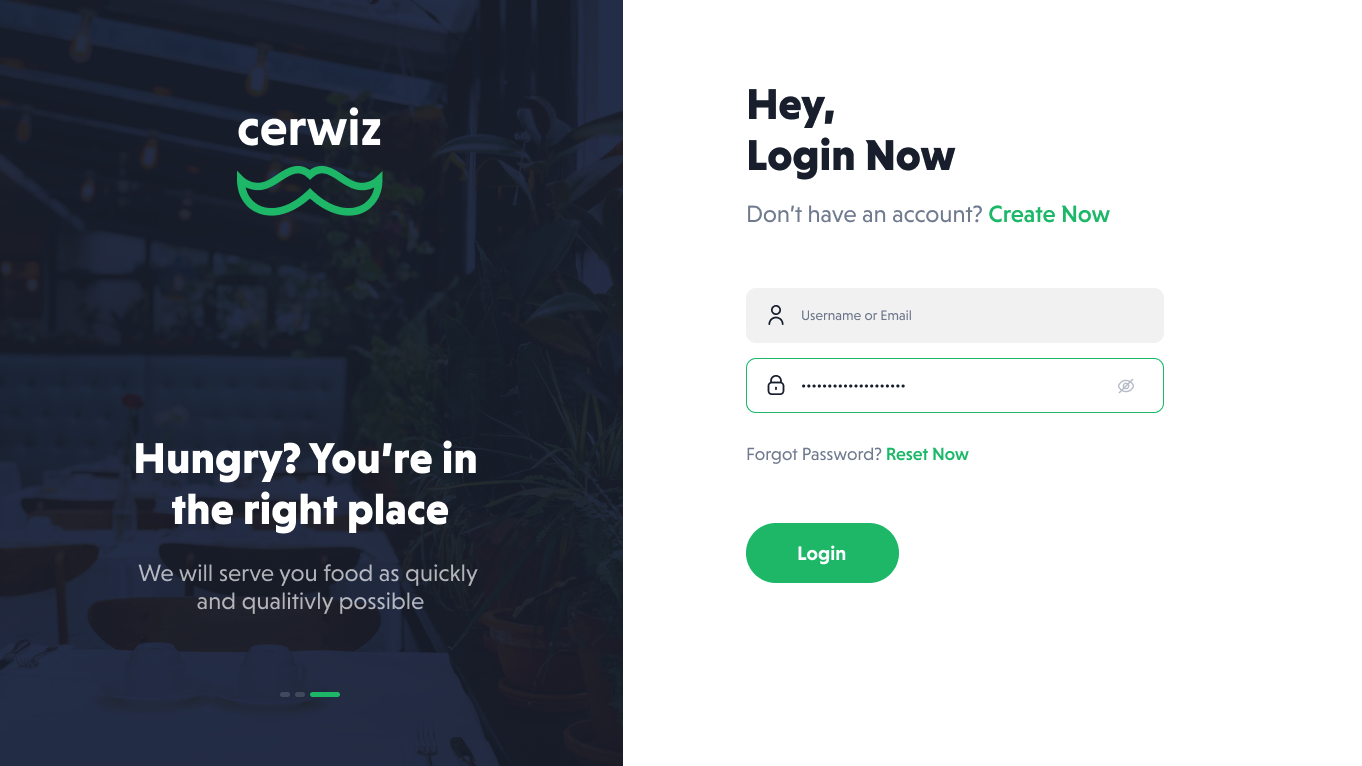 cerwiz
Hungry? You're in
the right place
We will serve you food as quickly
and qualitivly possible
Hey,
Login Now
Don't have an account? Create Now
Username or Email
••••••••••••••••••••
Forgot Password? Reset Now
Login